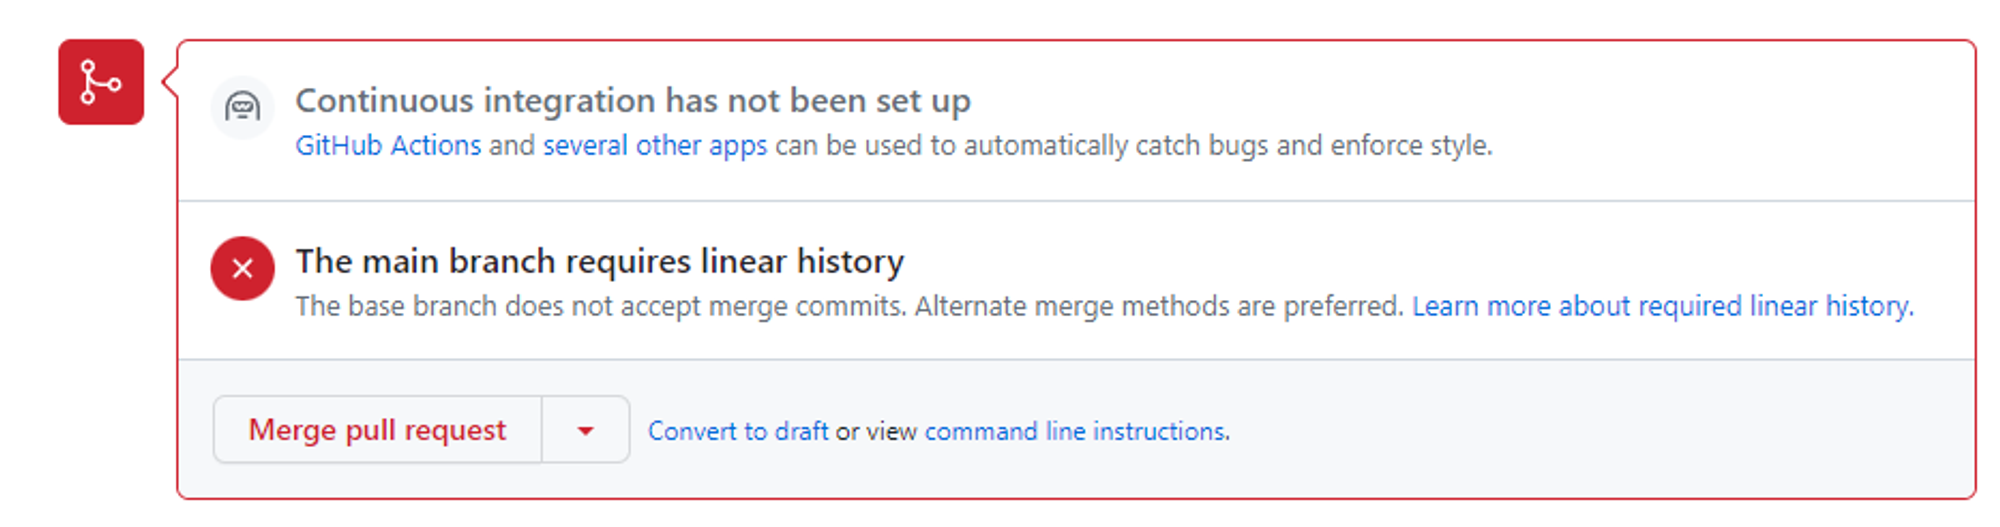 Continuous integration has not been set up
GitHub Actions and several other apps can be used to automatically catch bugs and enforce style.
The main branch requires linear history
The base branch does not accept merge commits. Alternate merge methods are preferred. Learn more about required linear history.
Merge pull request
Convert to draft or view command line instructions.